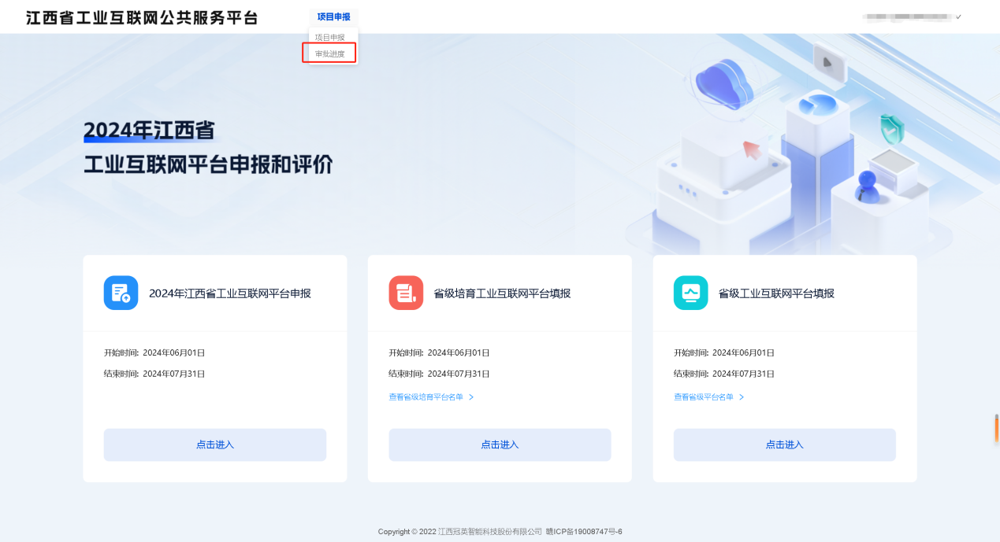 江西省工业互联网公共服务平台
项目申报
项目申报
审批进度
2024年江西省
工业互联网平台申报和评价
2024年江西省工业互联网平台申报
开始时间: 2024年06月01日
结束时间: 2024年07月31日
点击进入
省级培育工业互联网平台填报
开始时间: 2024年06月01日
结束时间: 2024年07月31日
查看省级培育平台名单 >
点击进入
省级工业互联网平台填报
开始时间: 2024年06月01日
结束时间: 2024年07月31日
查看省级平台名单 >
点击进入
Copyright © 2022 江西冠英智能科技股份有限公司 赣ICP备19008747号-6